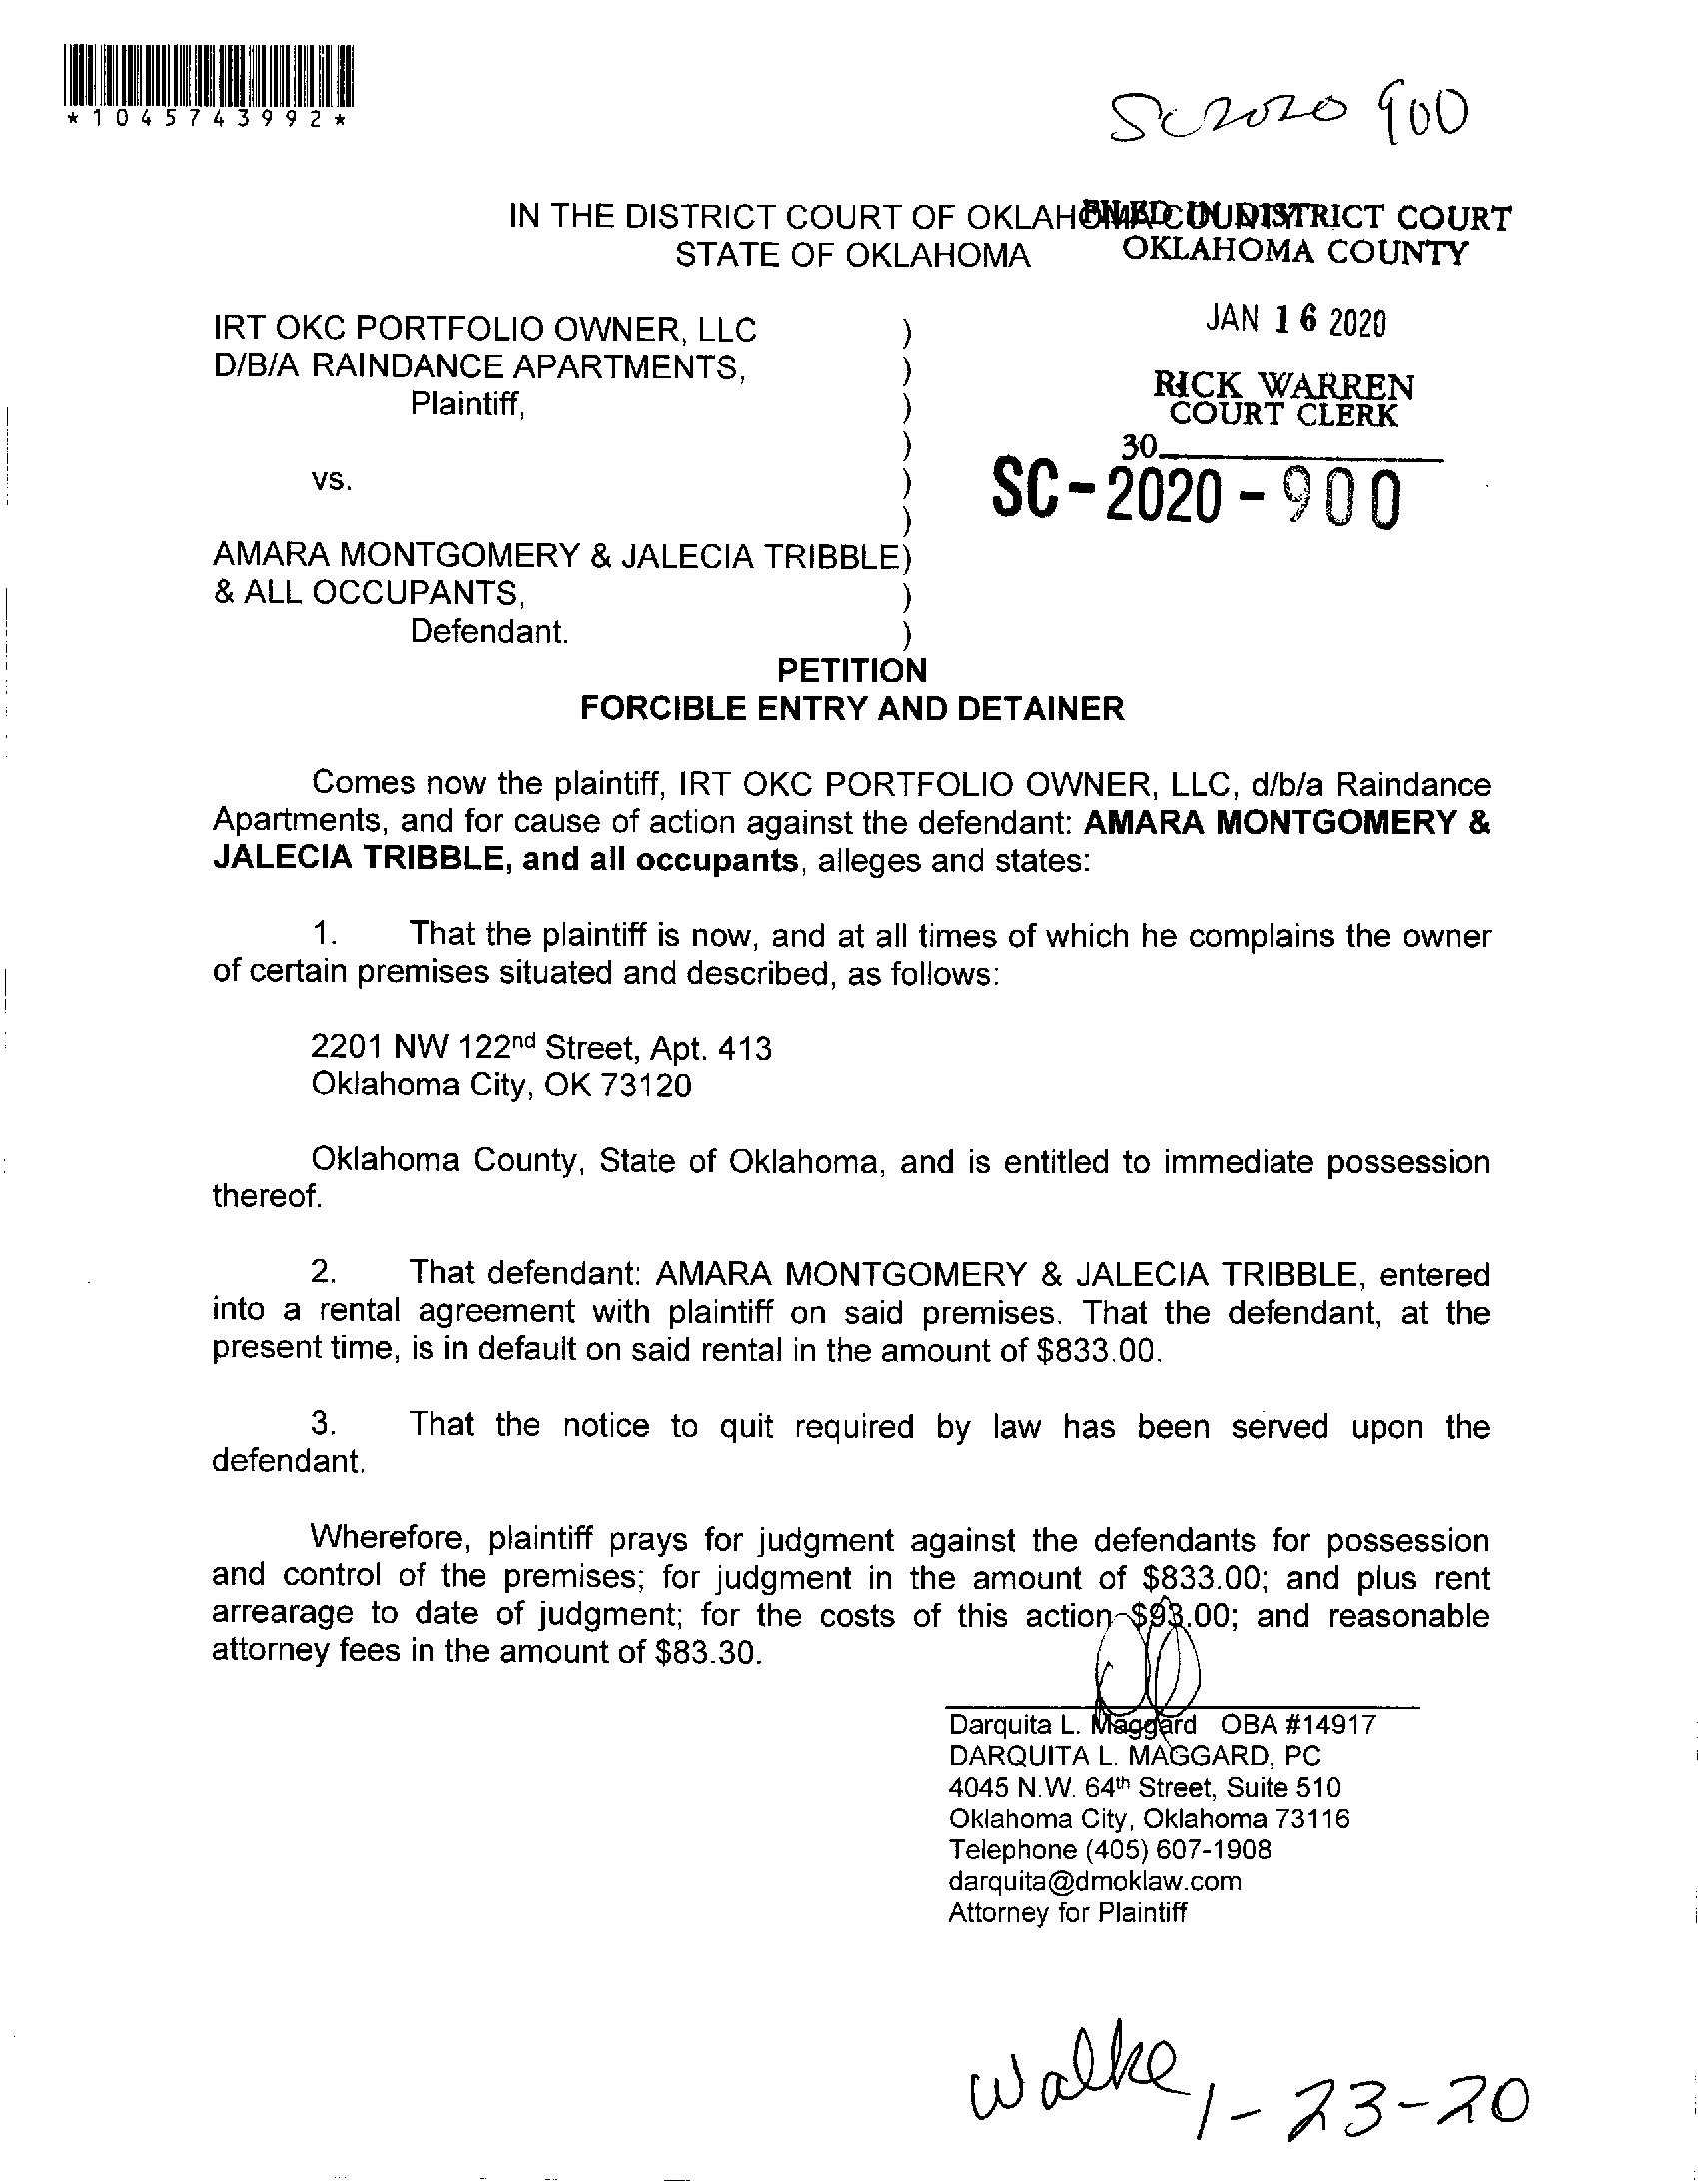 *1045743992*
SC 2020 900
IN THE DISTRICT COURT OF OKLAHOMA COUNTY
STATE OF OKLAHOMA
FILED IN DISTRICT COURT
OKLAHOMA COUNTY
JAN 16 2020
RICK WARREN
COURT CLERK
30
SC-2020-900
IRT OKC PORTFOLIO OWNER, LLC )
D/B/A RAINDANCE APARTMENTS, )
Plaintiff, )
)
vs. )
)
AMARA MONTGOMERY & JALECIA TRIBBLE)
& ALL OCCUPANTS, )
Defendant. )
PETITION
FORCIBLE ENTRY AND DETAINER
Comes now the plaintiff, IRT OKC PORTFOLIO OWNER, LLC, d/b/a Raindance
Apartments, and for cause of action against the defendant: AMARA MONTGOMERY &
JALECIA TRIBBLE, and all occupants, alleges and states:
1. That the plaintiff is now, and at all times of which he complains the owner
of certain premises situated and described, as follows:
2201 NW 122nd Street, Apt. 413
Oklahoma City, OK 73120
Oklahoma County, State of Oklahoma, and is entitled to immediate possession
thereof.
2. That defendant: AMARA MONTGOMERY & JALECIA TRIBBLE, entered
into a rental agreement with plaintiff on said premises. That the defendant, at the
present time, is in default on said rental in the amount of $833.00.
3. That the notice to quit required by law has been served upon the
defendant.
Wherefore, plaintiff prays for judgment against the defendants for possession
and control of the premises; for judgment in the amount of $833.00; and plus rent
arrearage to date of judgment; for the costs of this action $93.00; and reasonable
attorney fees in the amount of $83.30.
Darquita L. Maggard OBA #14917
DARQUITA L. MAGGARD, PC
4045 N.W. 64th Street, Suite 510
Oklahoma City, Oklahoma 73116
Telephone (405) 607-1908
darquita@dmoklaw.com
Attorney for Plaintiff
Walke 1-23-20